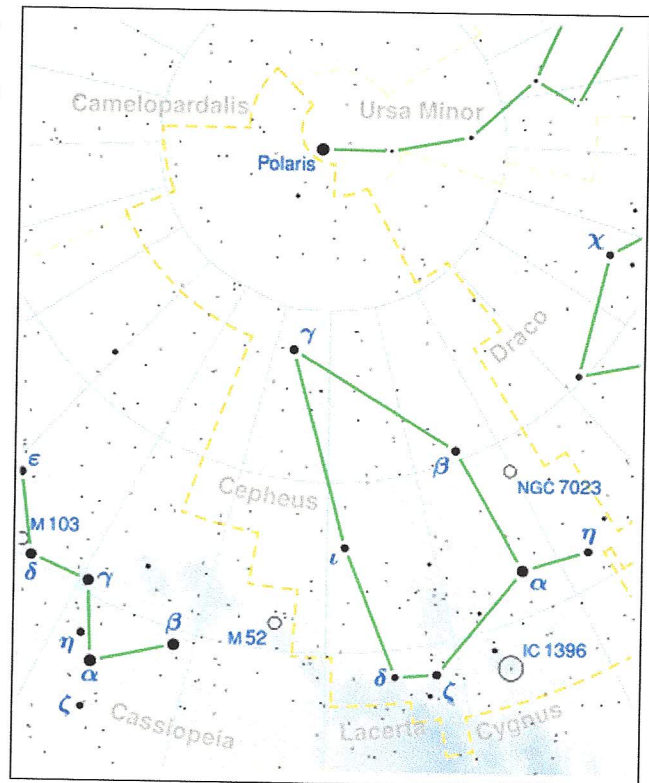 Camelopardalis
Ursa Minor
Polaris
χ
γ
Draco
β
ε
Cepheus
NGC 7023
M 103
η
δ
γ
ι
α
η
β
M 52
α
IC 1396
δ
ζ
ζ
Cassiopeia
Lacerta
Cygnus